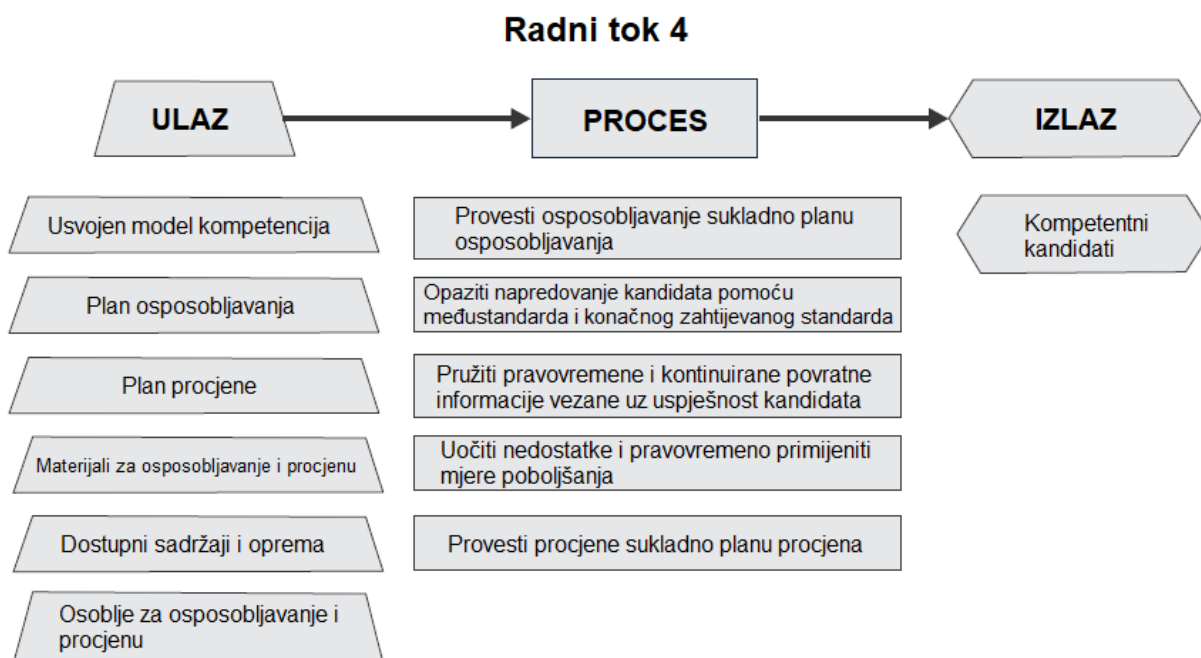 Radni tok 4
ULAZ
PROCES
IZLAZ
Usvojen model kompetencija
Plan osposobljavanja
Plan procjene
Materijali za osposobljavanje i procjenu
Dostupni sadržaji i oprema
Osoblje za osposobljavanje i
procjenu
Provesti osposobljavanje sukladno planu
osposobljavanja
Opaziti napredovanje kandidata pomoću
međustandarda i konačnog zahtijevanog standarda
Pružiti pravovremene i kontinuirane povratne
informacije vezane uz uspješnost kandidata
Uočiti nedostatke i pravovremeno primijeniti
mjere poboljšanja
Provesti procjene sukladno planu procjena
Kompetentni
kandidati